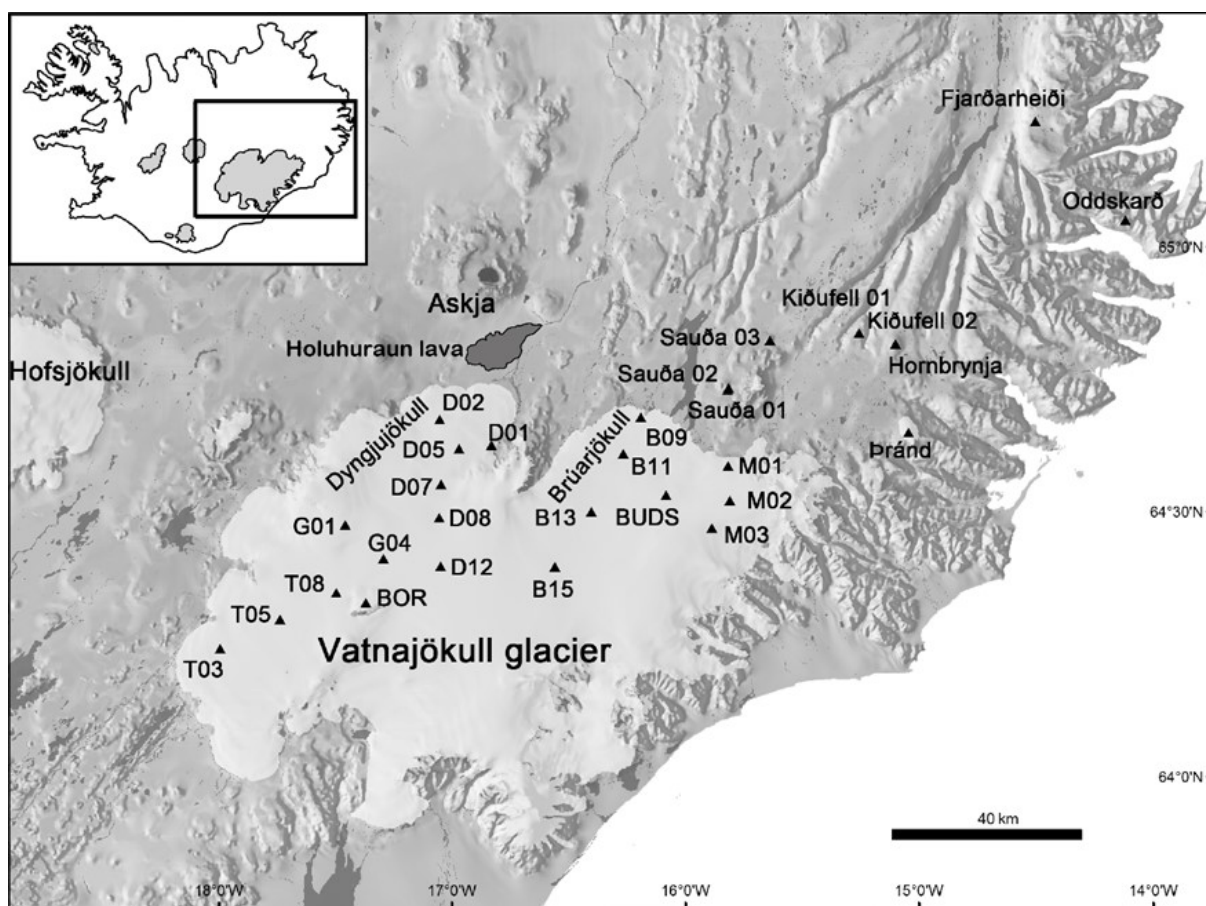 Fjarðarheiði
Oddskarð
65°0'N
Askja
Kiðufell 01
Kiðufell 02
Holuhuraun lava
Sauða 03
Hornbrynja
Hofsjökull
Sauða 02
Sauða 01
Dyngjujökull
D02
Brúarjökull
B09
D01
D05
Þránd
B11
M01
D07
M02
64°30'N
G01
D08
B13
BUDS
M03
G04
D12
B15
T08
BOR
T05
Vatnajökull glacier
T03
64°0'N
40 km
18°0'W
17°0'W
16°0'W
15°0'W
14°0'W